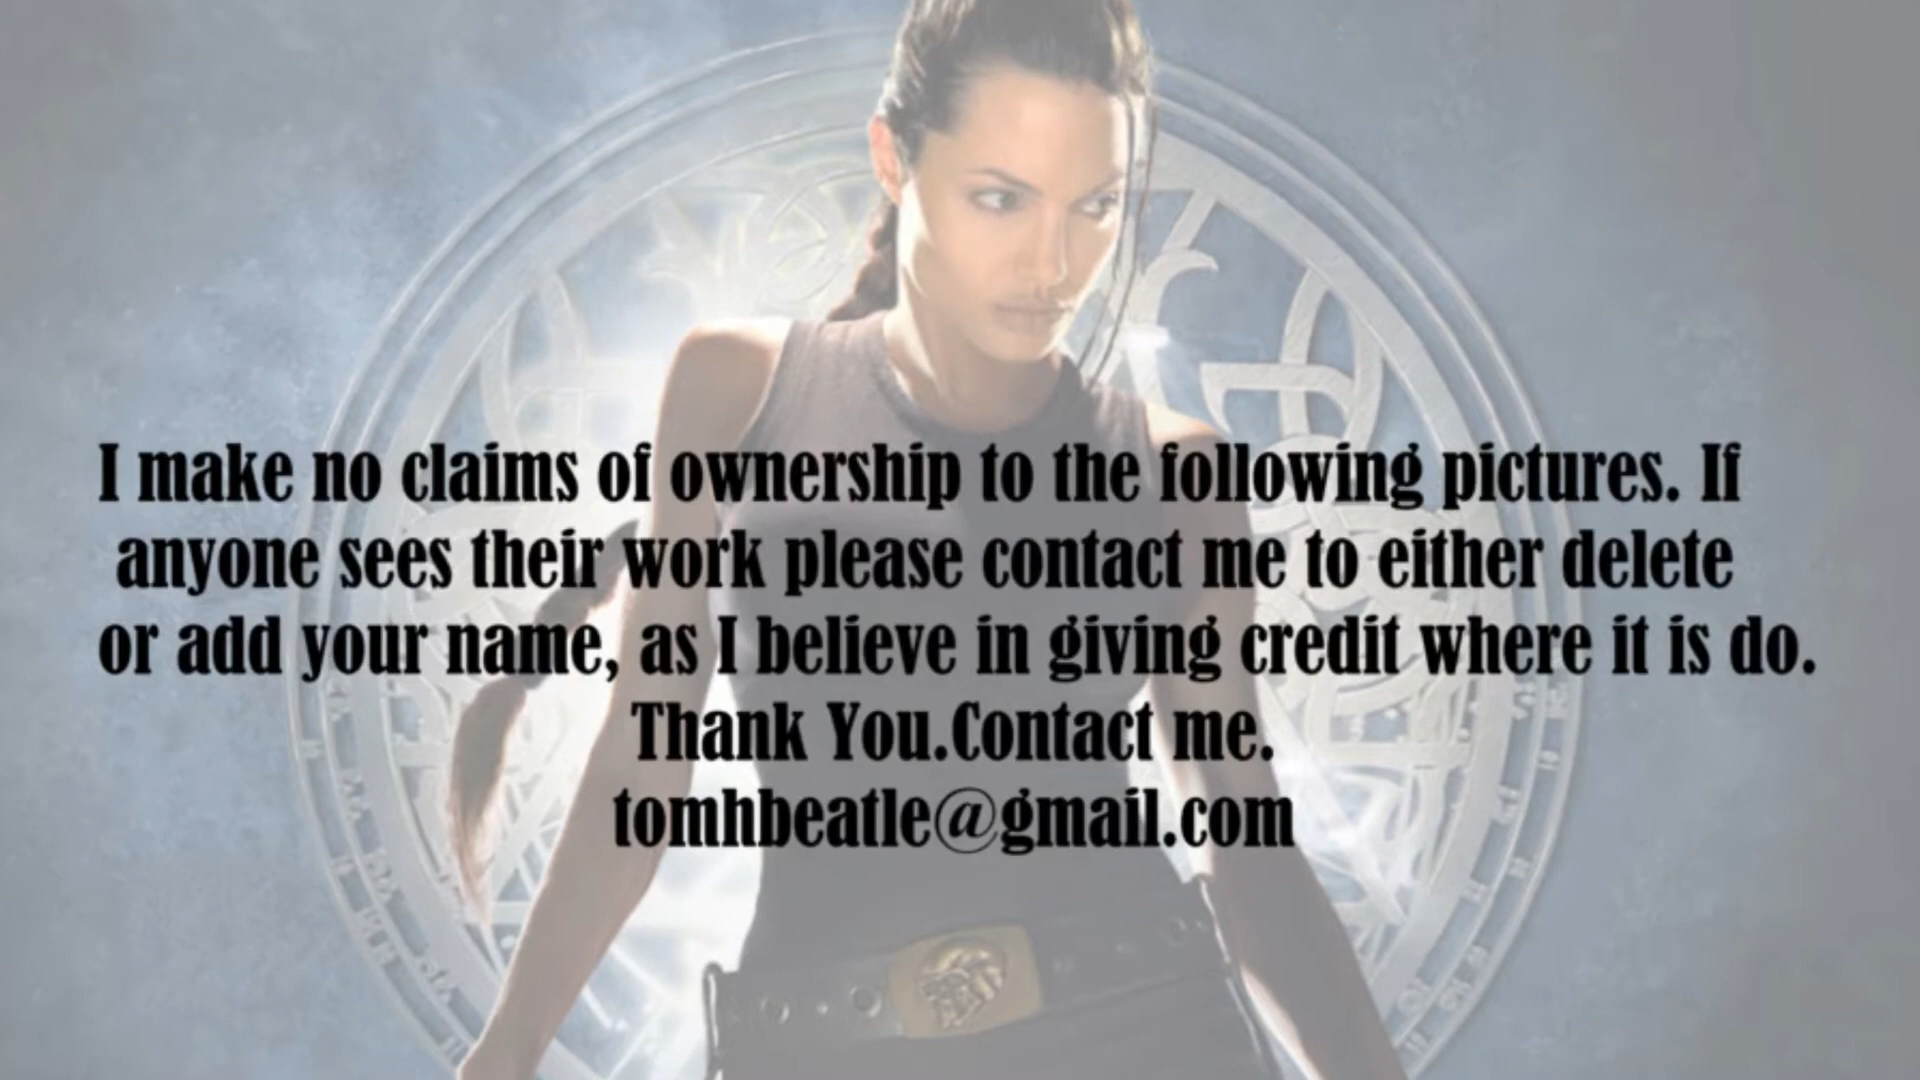 I make no claims of ownership to the following pictures. If
anyone sees their work please contact me to either delete
or add your name, as I believe in giving credit where it is do.
Thank You.Contact me.
tomhbeatle@gmail.com